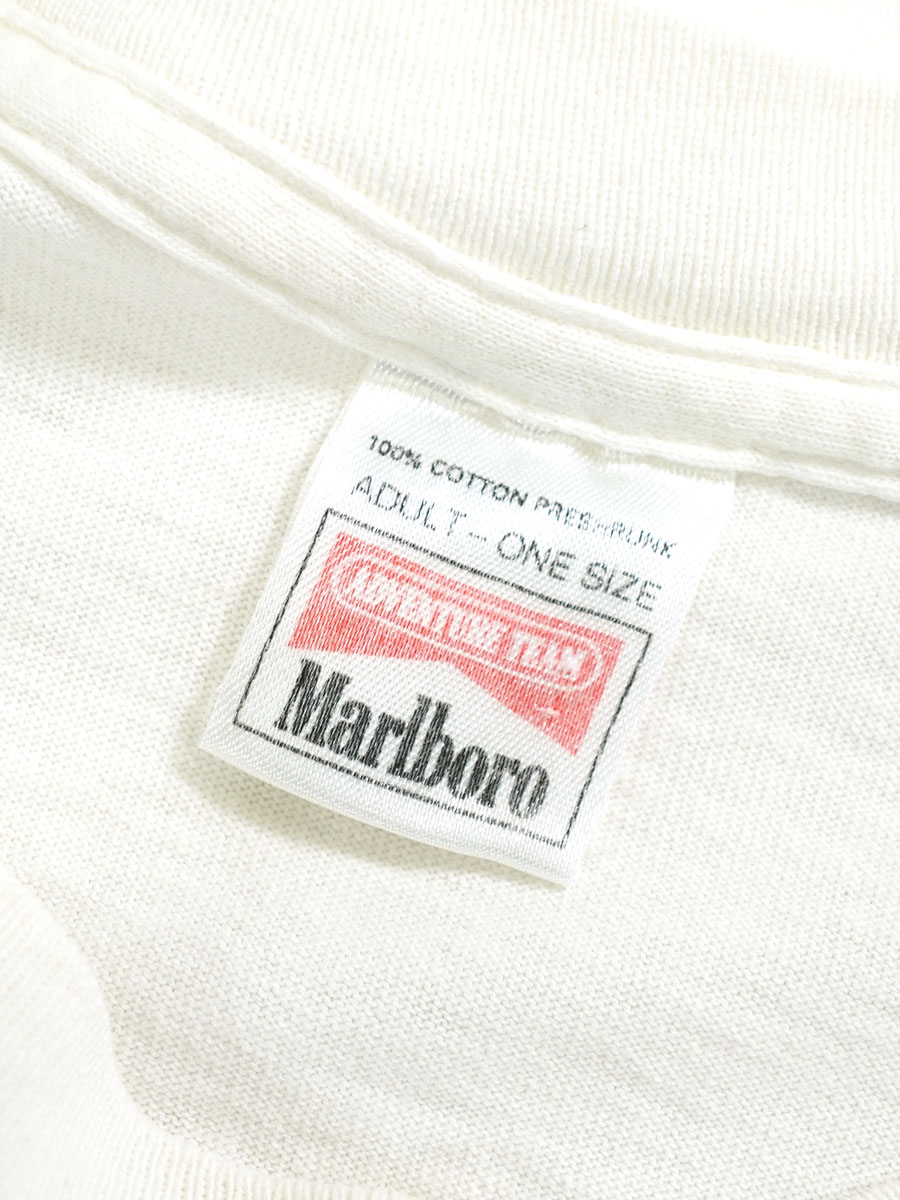 100% COTTON PRESHRUNK
ADULT - ONE SIZE
ADVENTURE TEAM
Marlboro